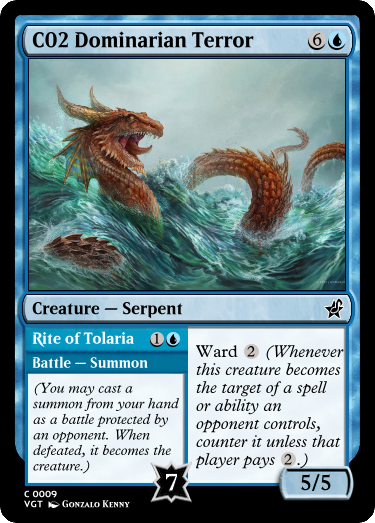 C02 Dominarian Terror 6
Creature — Serpent
Rite of Tolaria 1
Battle — Summon
(You may cast a
summon from your hand
as a battle protected by
an opponent. When
defeated, it becomes the
creature.)
Ward 2 (Whenever
this creature becomes
the target of a spell
or ability an
opponent controls,
counter it unless that
player pays 2.)
7
5/5
C 0009
VGT GONZALO KENNY